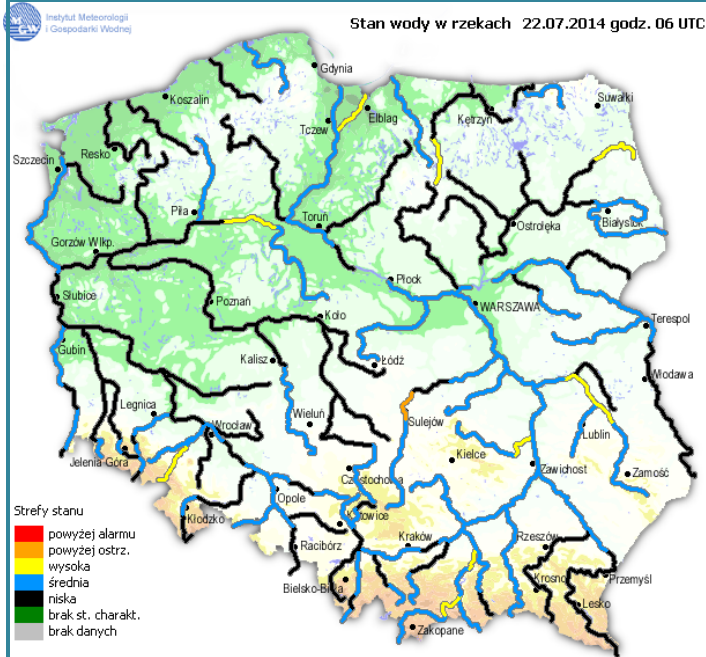 Instytut Meteorologii
i Gospodarki Wodnej
Stan wody w rzekach 22.07.2014 godz. 06 UTC
Gdynia
Koszalin
Suwałki
Elbląg
Kętrzyn
Tczew
Resko
Szczecin
Piła
Toruń
Białystok
Ostrołęka
Gorzów Wlkp.
Płock
Słubice
Poznań
WARSZAWA
Koło
Terespol
Gubin
Kalisz
Łódź
Włodawa
Legnica
Wieluń
Sulejów
Wrocław
Lublin
Jelenia Góra
Kielce
Zawichost
Zamość
Częstochowa
Opole
Kłodzko
Katowice
Racibórz
Kraków
Rzeszów
Bielsko-Biała
Krosno
Przemyśl
Lesko
Zakopane
Strefy stanu
powyżej alarmu
powyżej ostrz.
wysoka
średnia
niska
brak st. charakt.
brak danych